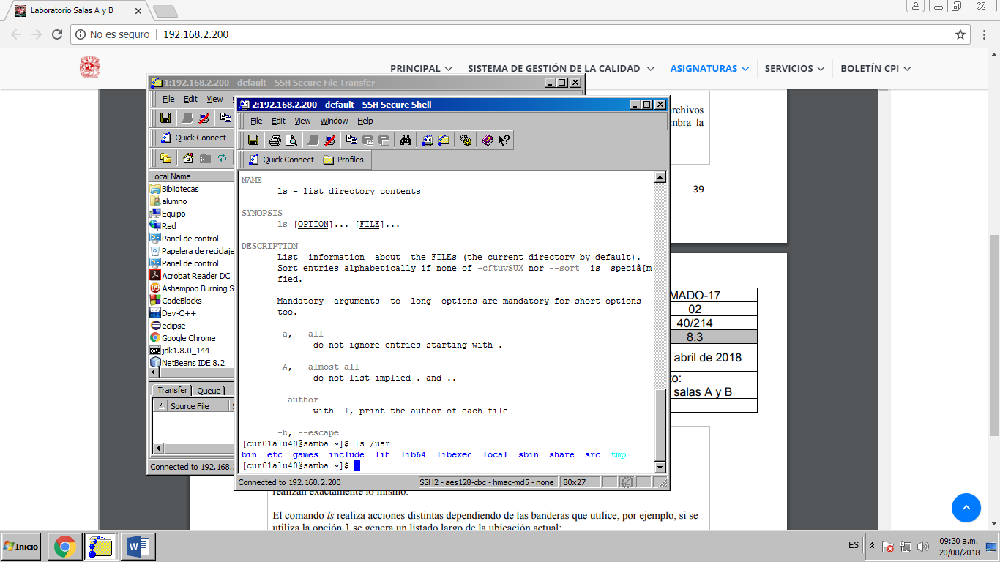 Laboratorio Salas A y B
No es seguro
192.168.2.200
PRINCIPAL
SISTEMA DE GESTIÓN DE LA CALIDAD
ASIGNATURAS
SERVICIOS
BOLETÍN CPI
1:192.168.2.200 - default - SSH Secure File Transfer
File Edit View
Quick Connect
Local Name
Bibliotecas
alumno
Equipo
Red
Panel de control
Papelera de reciclaje
Panel de control
Acrobat Reader DC
Ashampoo Burning S
CodeBlocks
Dev-C++
eclipse
Google Chrome
jdk1.8.0_144
NetBeans IDE 8.2
Transfer Queue
Source File
Connected to 192.168.2
2:192.168.2.200 - default - SSH Secure Shell
File Edit View Window Help
Quick Connect Profiles
NAME
ls - list directory contents
SYNOPSIS
ls [OPTION]... [FILE]...
DESCRIPTION
List information about the FILEs (the current directory by default).
Sort entries alphabetically if none of -cftuvSUX nor --sort is speciâ[m
fied.
Mandatory arguments to long options are mandatory for short options
too.
-a, --all
do not ignore entries starting with .
-A, --almost-all
do not list implied . and ..
--author
with -l, print the author of each file
-b, --escape
[cur01alu40@samba ~]$ ls /usr
bin etc games include lib lib64 libexec local sbin share src tmp
[cur01alu40@samba ~]$
Connected to 192.168.2.200
SSH2 - aes128-cbc - hmac-md5 - none
80x27
archivos
mbra la
39
MADO-17
02
40/214
8.3
abril de 2018
to:
salas A y B
realizan exactamente lo mismo.
El comando ls realiza acciones distintas dependiendo de las banderas que utilice, por ejemplo, si se
utiliza la opción l se genera un listado largo de la ubicación actual:
Inicio
ES
09:30 a.m.
20/08/2018